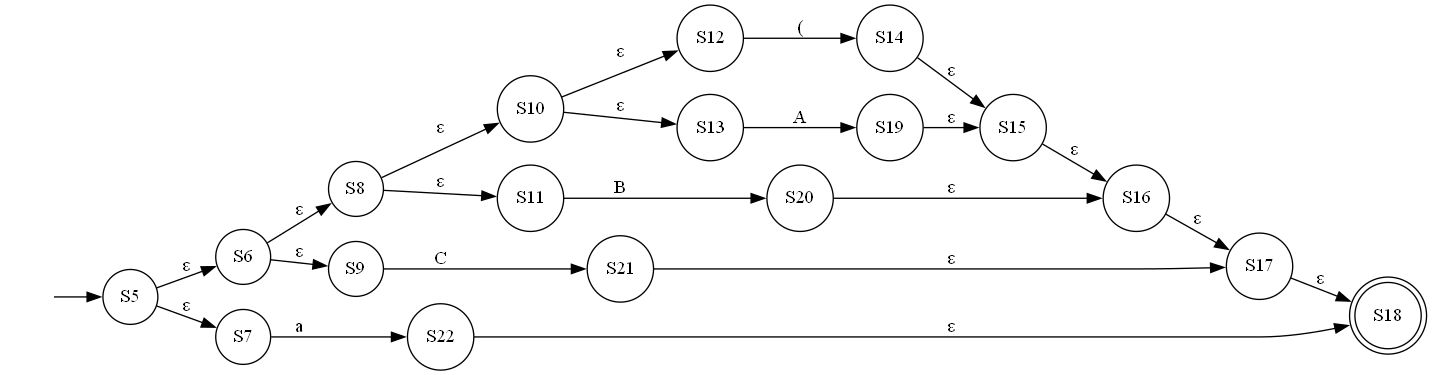 S12 ( S14
ε ε
S10 ε S13 A S19 ε S15
ε ε
S8 ε S11 B S20 ε S16
ε ε
S6 ε S9 C S21 ε S17
ε ε
S5 ε S7 a S22 ε S18